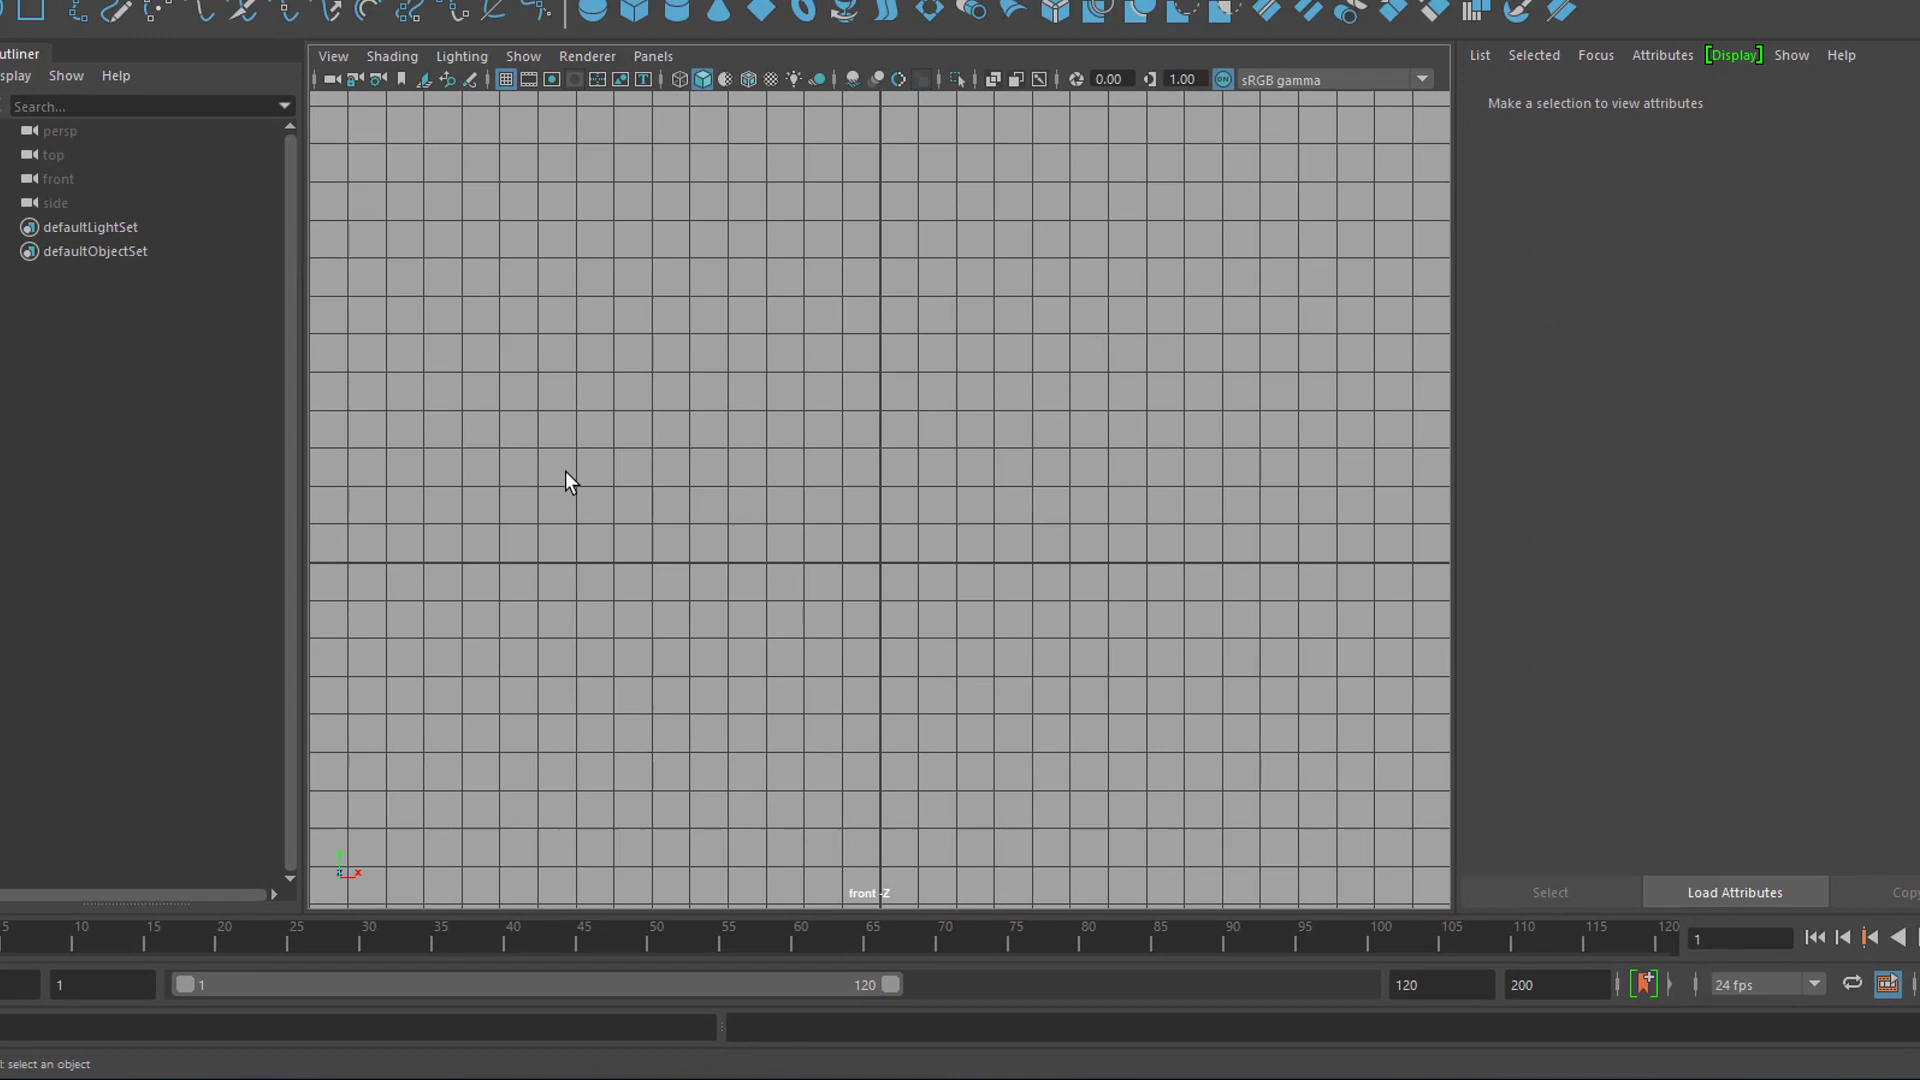 utliner
splay Show Help
Search...
persp
top
front
side
defaultLightSet
defaultObjectSet
View Shading Lighting Show Renderer Panels
0.00 1.00 ON sRGB gamma
front -Z
x
List Selected Focus Attributes [Display] Show Help
Make a selection to view attributes
Select Load Attributes Copy
5 10 15 20 25 30 35 40 45 50 55 60 65 70 75 80 85 90 95 100 105 110 115 120 1
1 1 120 120 200 24 fps
: select an object